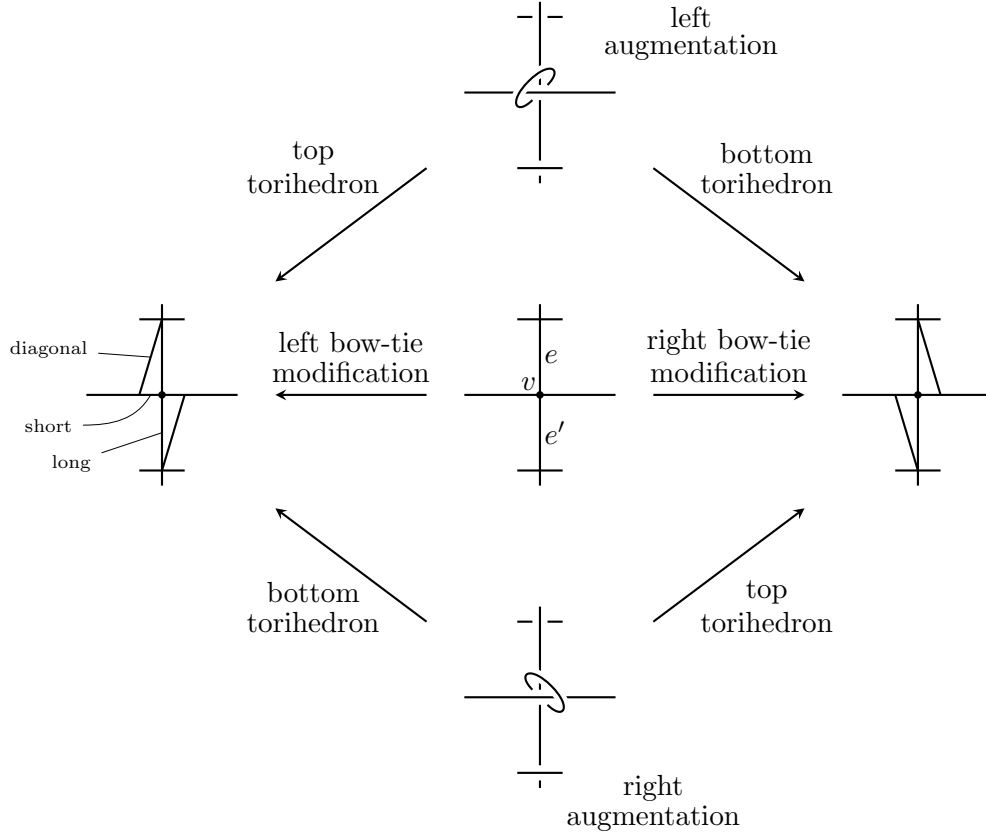 left
augmentation
top
torihedron
bottom
torihedron
diagonal
short
long
left bow-tie
modification
e
v
e′
right bow-tie
modification
bottom
torihedron
top
torihedron
right
augmentation